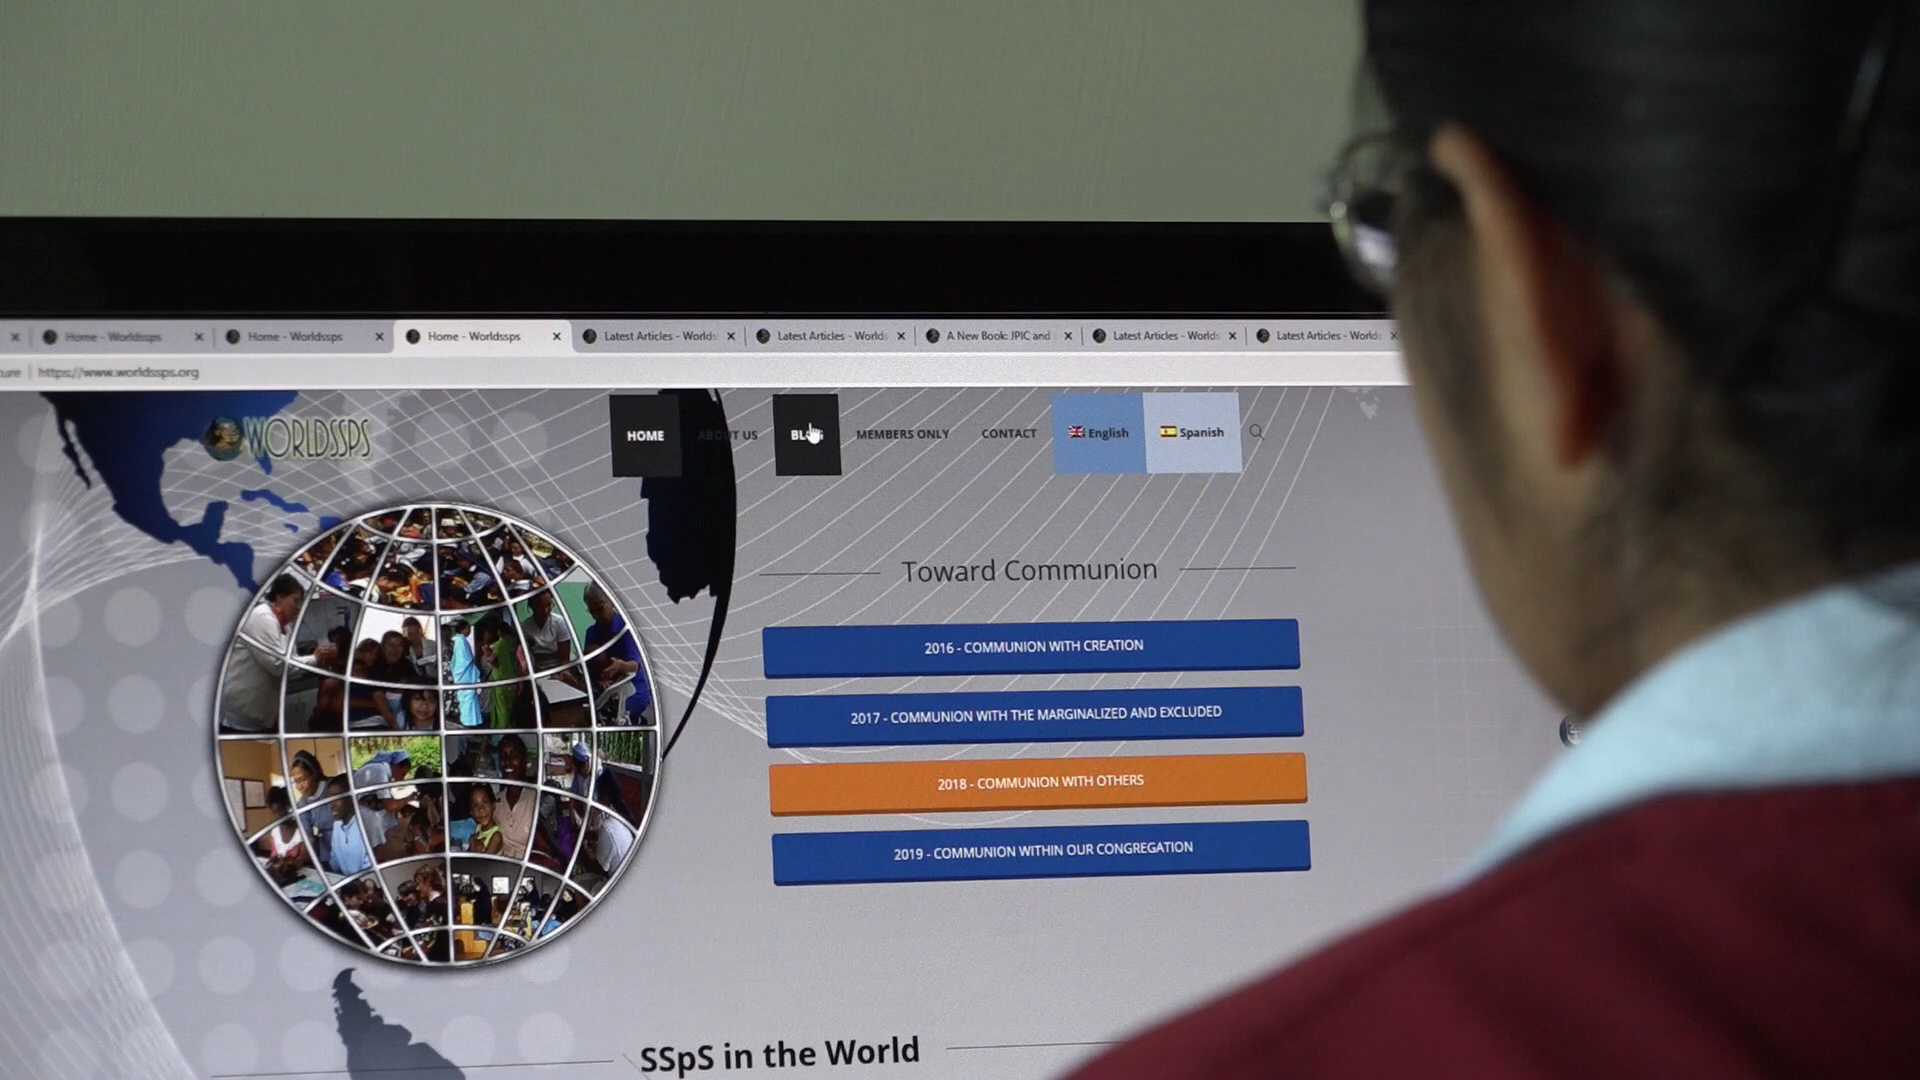 Home - Worldssps
Home - Worldssps
Home - Worldssps
Latest Articles - Worlds
Latest Articles - Worlds
A New Book: JPIC and
Latest Articles - Worlds
Latest Articles - Worlds
https://www.worldssps.org
WORLDSSPS
HOME
ABOUT US
MEMBERS ONLY
CONTACT
English
Spanish
Toward Communion
2016 - COMMUNION WITH CREATION
2017 - COMMUNION WITH THE MARGINALIZED AND EXCLUDED
2018 - COMMUNION WITH OTHERS
2019 - COMMUNION WITHIN OUR CONGREGATION
SSpS in the World